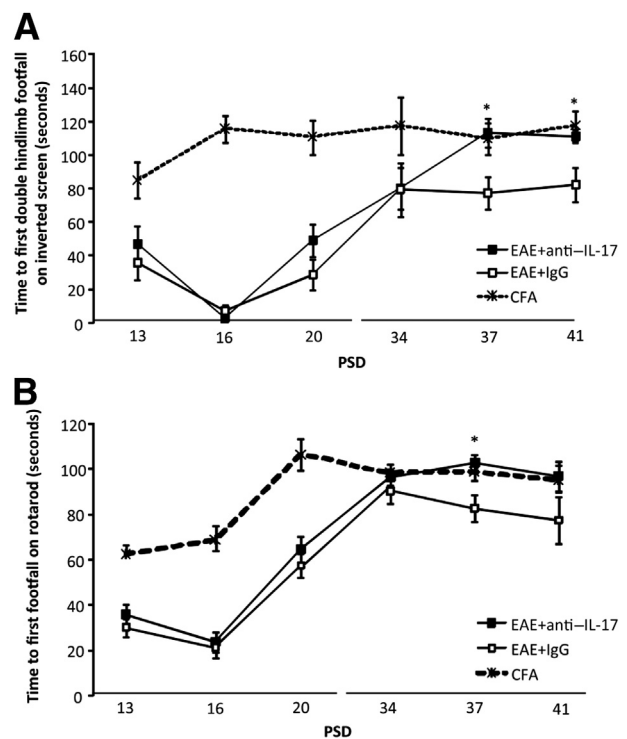 A
Time to first double hindlimb footfall
on inverted screen (seconds)
160
140
120
100
80
60
40
20
0
*
*
EAE+anti–IL-17
EAE+IgG
CFA
13 16 20 34 37 41
PSD
B
Time to first footfall on rotarod (seconds)
120
100
80
60
40
20
0
*
EAE+anti–IL-17
EAE+IgG
CFA
13 16 20 34 37 41
PSD